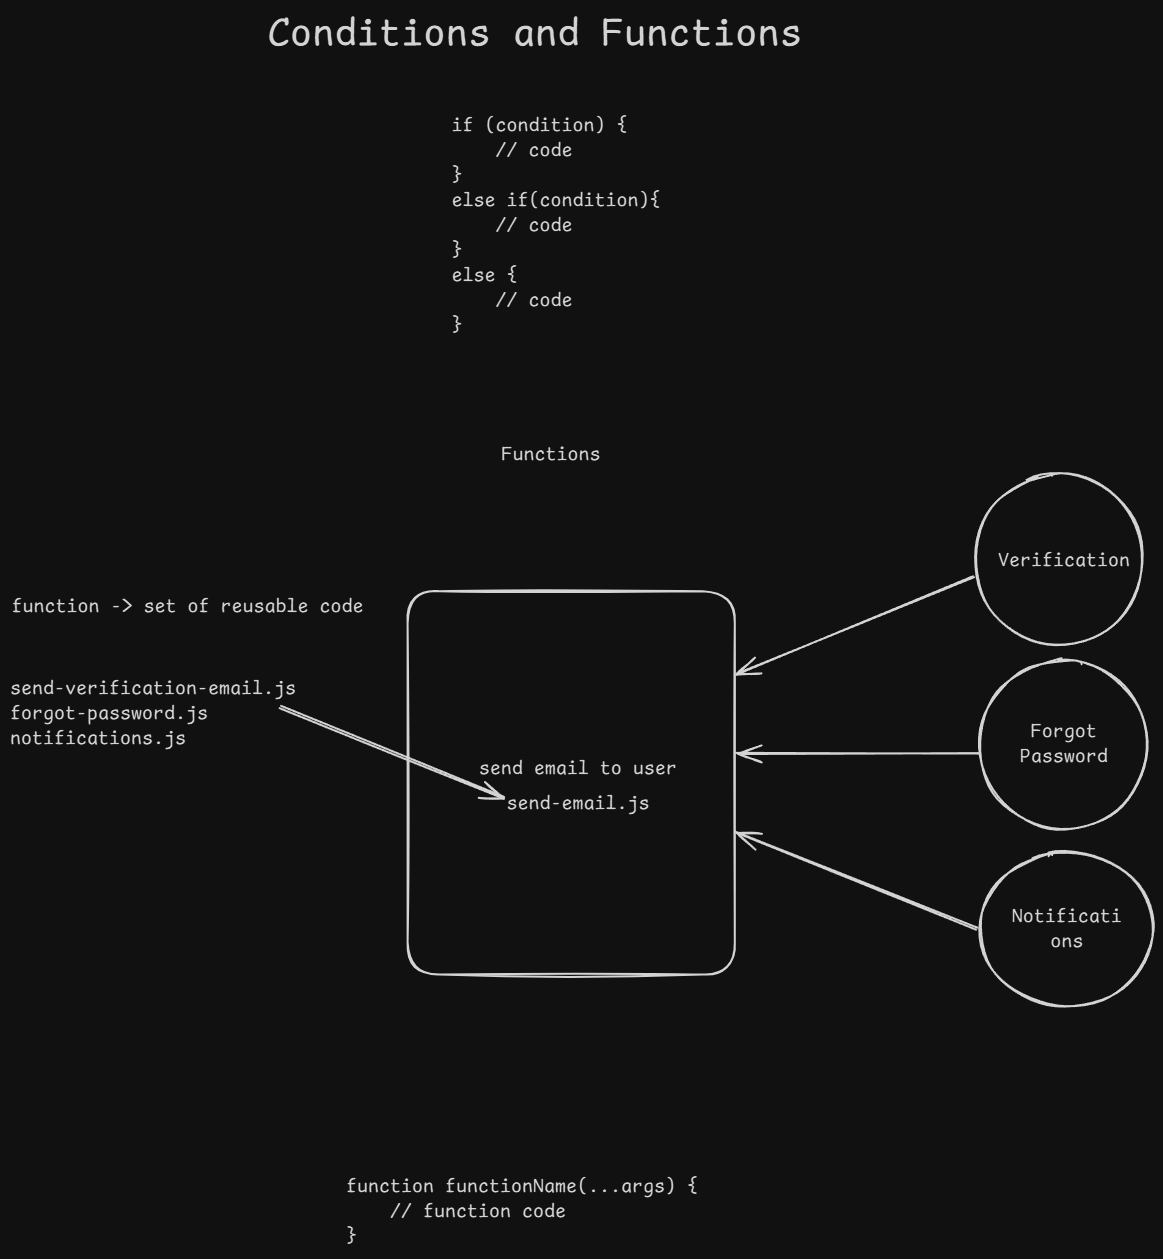 Conditions and Functions
if (condition) {
    // code
}
else if(condition){
    // code
}
else {
    // code
}
Functions
function -> set of reusable code
send-verification-email.js
forgot-password.js
notifications.js
send email to user
send-email.js
Verification
Forgot
Password
Notificati
ons
function functionName(...args) {
    // function code
}